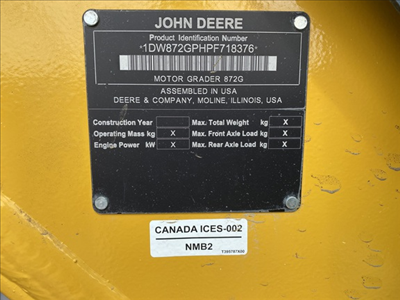 JOHN DEERE
Product Identification Number
*1DW872GPHPF718376*
MOTOR GRADER 872G
ASSEMBLED IN USA
DEERE & COMPANY, MOLINE, ILLINOIS, USA
Construction Year Max. Total Weight kg X
Operating Mass kg X Max. Front Axle Load kg X
Engine Power kW X Max. Rear Axle Load kg X
CANADA ICES-002
NMB2